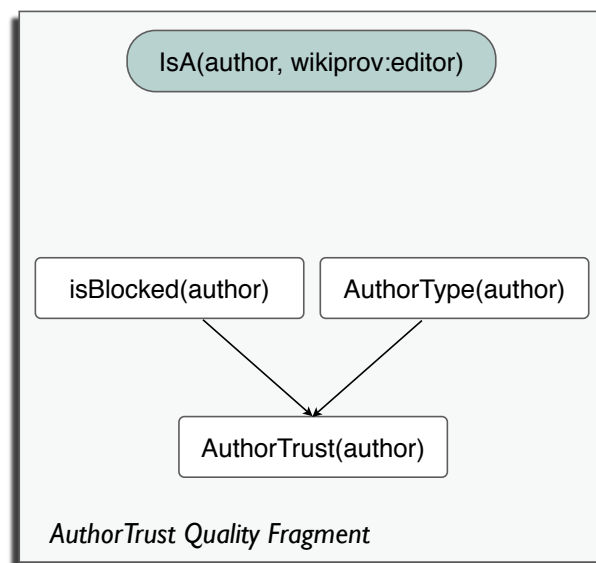 IsA(author, wikiprov:editor)
isBlocked(author)
AuthorType(author)
AuthorTrust(author)
AuthorTrust Quality Fragment